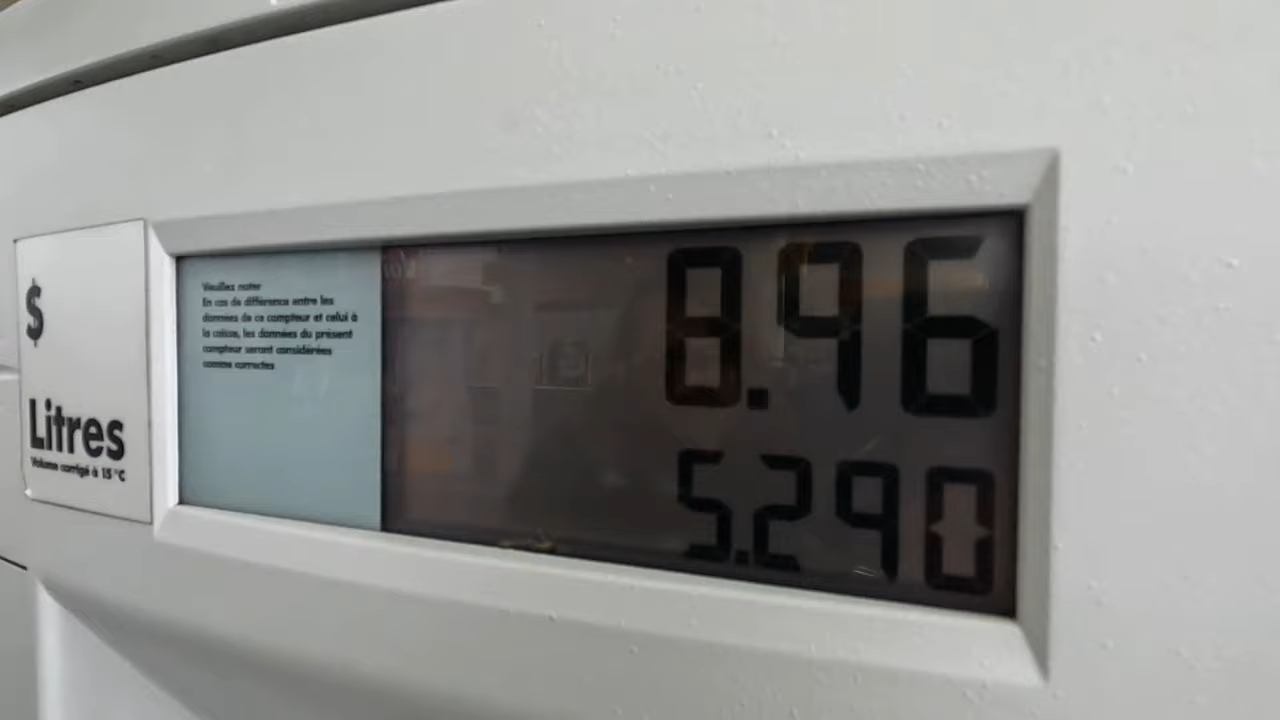 $
Litres
Volume corrigé à 15 °C
Veuillez noter
En cas de différence entre les
données de ce compteur et celui à
la caisse, les données du présent
compteur seront considérées
comme correctes
8.96
5.290